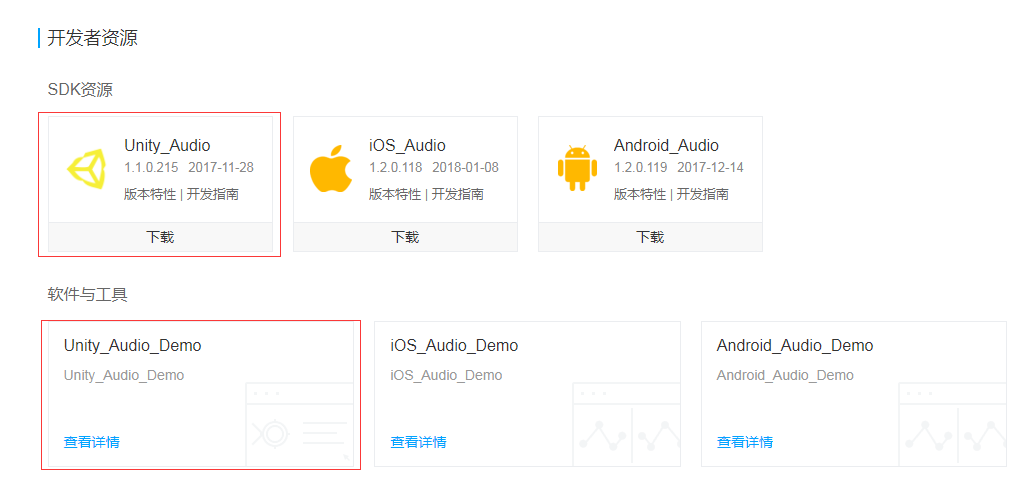 开发者资源
SDK资源
Unity_Audio
1.1.0.215 2017-11-28
版本特性 | 开发指南
下载
iOS_Audio
1.2.0.118 2018-01-08
版本特性 | 开发指南
下载
Android_Audio
1.2.0.119 2017-12-14
版本特性 | 开发指南
下载
软件与工具
Unity_Audio_Demo
Unity_Audio_Demo
查看详情
iOS_Audio_Demo
iOS_Audio_Demo
查看详情
Android_Audio_Demo
Android_Audio_Demo
查看详情